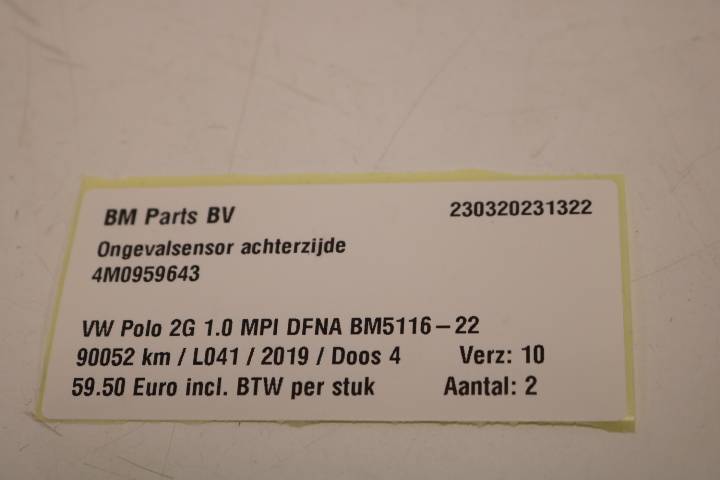 BM Parts BV 230320231322
Ongevalsensor achterzijde
4M0959643
VW Polo 2G 1.0 MPI DFNA BM5116-22
90052 km / L041 / 2019 / Doos 4 Verz: 10
59.50 Euro incl. BTW per stuk Aantal: 2